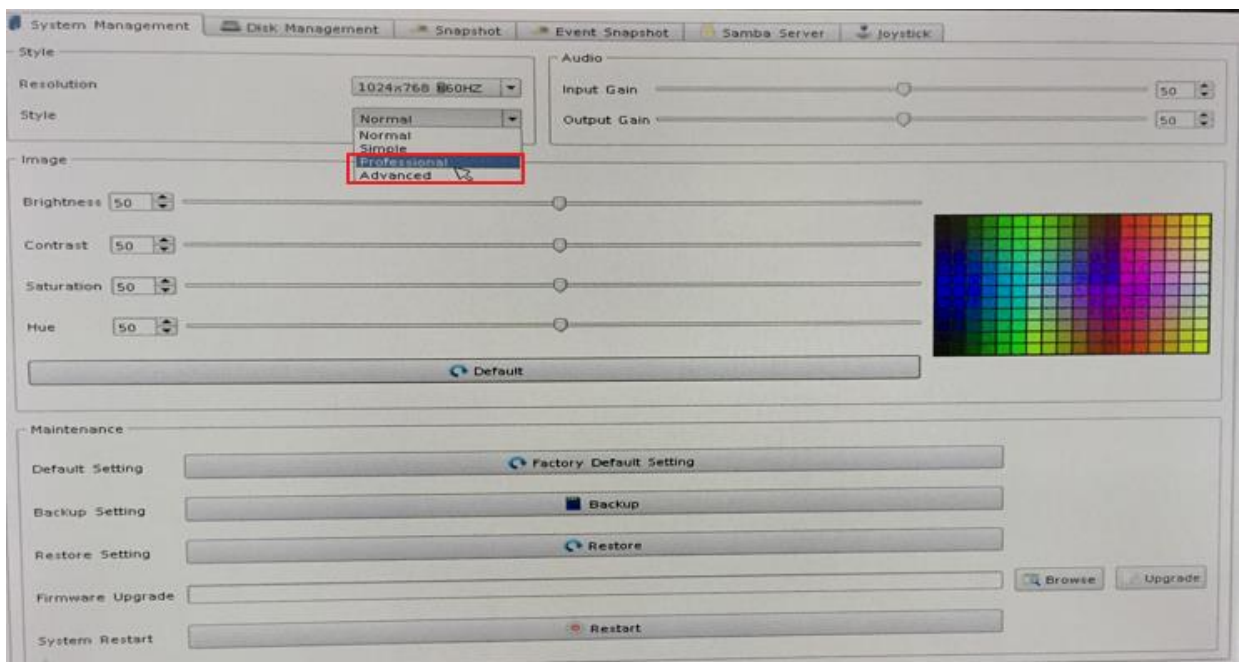 System Management Disk Management Snapshot Event Snapshot Samba Server Joystick
Style
Resolution 1024x768 @60HZ
Style Normal
Normal
Simple
Professional
Advanced
Audio
Input Gain 50
Output Gain 50
Image
Brightness 50
Contrast 50
Saturation 50
Hue 50
Default
Maintenance
Default Setting Factory Default Setting
Backup Setting Backup
Restore Setting Restore
Firmware Upgrade Browse Upgrade
System Restart Restart